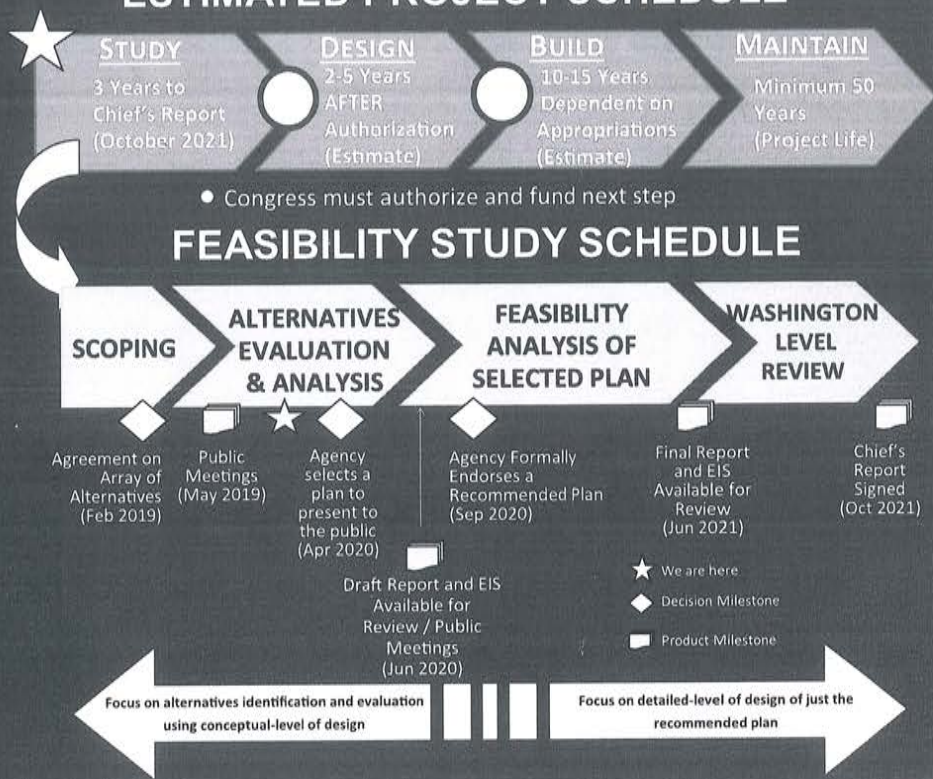 ESTIMATED PROJECT SCHEDULE
STUDY
3 Years to
Chief's Report
(October 2021)
DESIGN
2-5 Years
AFTER
Authorization
(Estimate)
BUILD
10-15 Years
Dependent on
Appropriations
(Estimate)
MAINTAIN
Minimum 50
Years
(Project Life)
• Congress must authorize and fund next step
FEASIBILITY STUDY SCHEDULE
SCOPING
ALTERNATIVES
EVALUATION
& ANALYSIS
FEASIBILITY
ANALYSIS OF
SELECTED PLAN
WASHINGTON
LEVEL
REVIEW
Agreement on
Array of
Alternatives
(Feb 2019)
Public
Meetings
(May 2019)
Agency
selects a
plan to
present to
the public
(Apr 2020)
Draft Report and EIS
Available for
Review / Public
Meetings
(Jun 2020)
Agency Formally
Endorses a
Recommended Plan
(Sep 2020)
Final Report
and EIS
Available for
Review
(Jun 2021)
Chief's
Report
Signed
(Oct 2021)
We are here
Decision Milestone
Product Milestone
Focus on alternatives identification and evaluation
using conceptual-level of design
Focus on detailed-level of design of just the
recommended plan